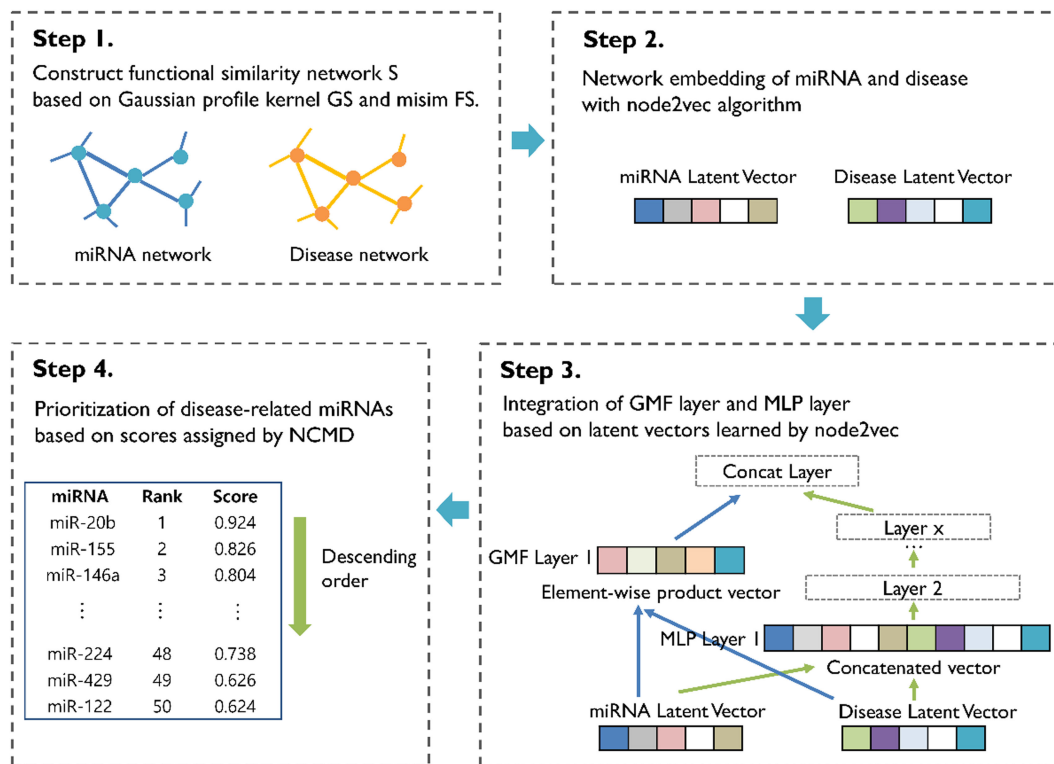 Step 1.
Construct functional similarity network S
based on Gaussian profile kernel GS and misim FS.
miRNA network
Disease network
Step 2.
Network embedding of miRNA and disease
with node2vec algorithm
miRNA Latent Vector
Disease Latent Vector
Step 3.
Integration of GMF layer and MLP layer
based on latent vectors learned by node2vec
Concat Layer
Layer x
...
GMF Layer 1
Element-wise product vector
Layer 2
MLP Layer 1
Concatenated vector
miRNA Latent Vector
Disease Latent Vector
Step 4.
Prioritization of disease-related miRNAs
based on scores assigned by NCMD
miRNA Rank Score
miR-20b 1 0.924
miR-155 2 0.826
miR-146a 3 0.804
⋮ ⋮ ⋮
miR-224 48 0.738
miR-429 49 0.626
miR-122 50 0.624
Descending
order